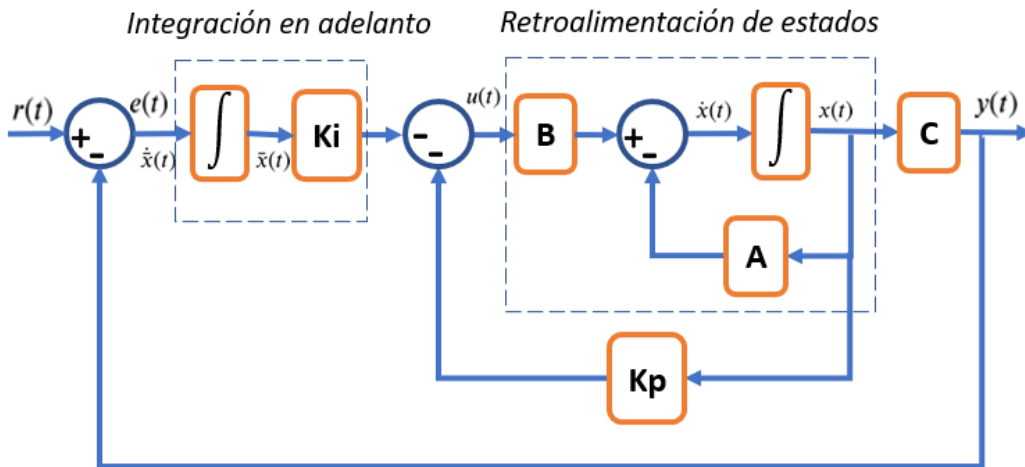 Integración en adelanto
Retroalimentación de estados
r(t)
+
-
e(t)
ẋ̄(t)
∫
x̄(t)
Ki
-
-
u(t)
B
+
-
ẋ(t)
∫
x(t)
C
y(t)
A
Kp